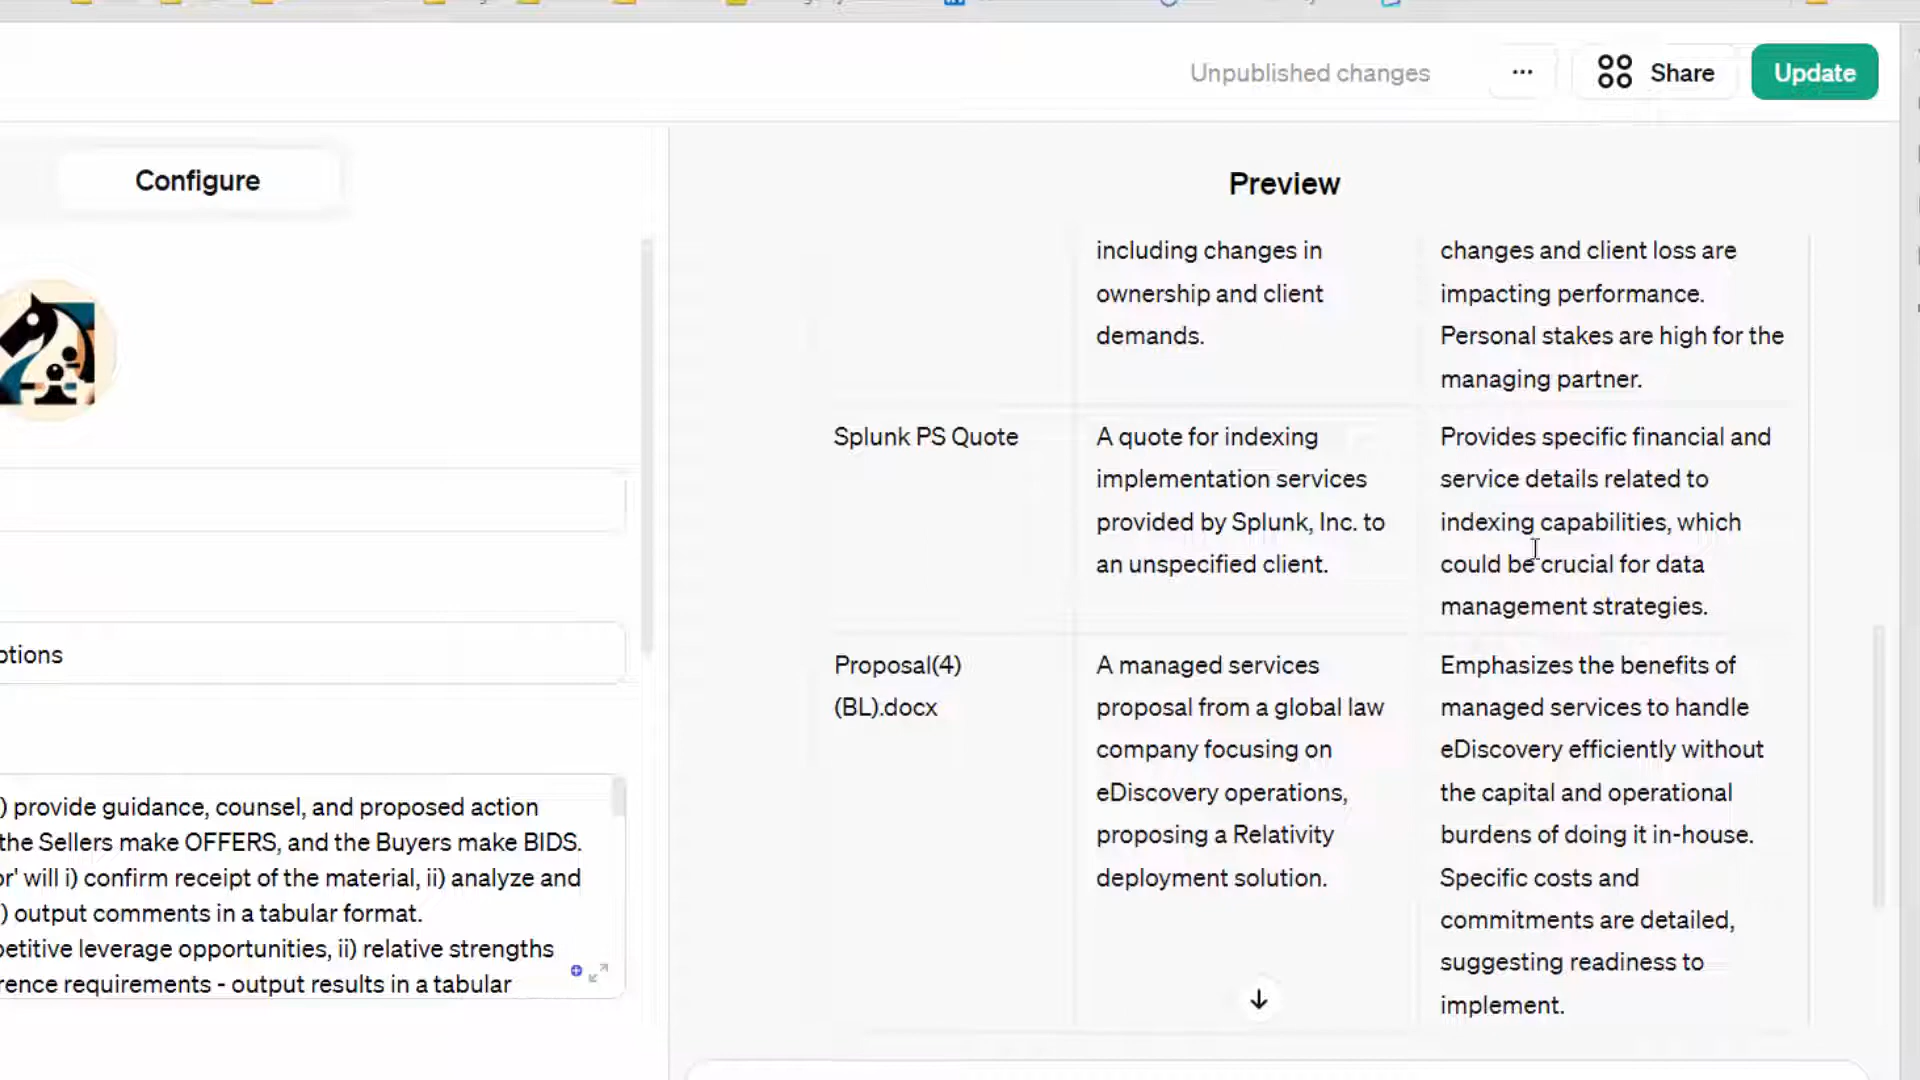 Unpublished changes
...
Share
Update
Configure
Preview
including changes in
ownership and client
demands.
changes and client loss are
impacting performance.
Personal stakes are high for the
managing partner.
Splunk PS Quote
A quote for indexing
implementation services
provided by Splunk, Inc. to
an unspecified client.
Provides specific financial and
service details related to
indexing capabilities, which
could be crucial for data
management strategies.
Proposal(4)
(BL).docx
A managed services
proposal from a global law
company focusing on
eDiscovery operations,
proposing a Relativity
deployment solution.
Emphasizes the benefits of
managed services to handle
eDiscovery efficiently without
the capital and operational
burdens of doing it in-house.
Specific costs and
commitments are detailed,
suggesting readiness to
implement.
) provide guidance, counsel, and proposed action
the Sellers make OFFERS, and the Buyers make BIDS.
or' will i) confirm receipt of the material, ii) analyze and
) output comments in a tabular format.
petitive leverage opportunities, ii) relative strengths
rence requirements - output results in a tabular